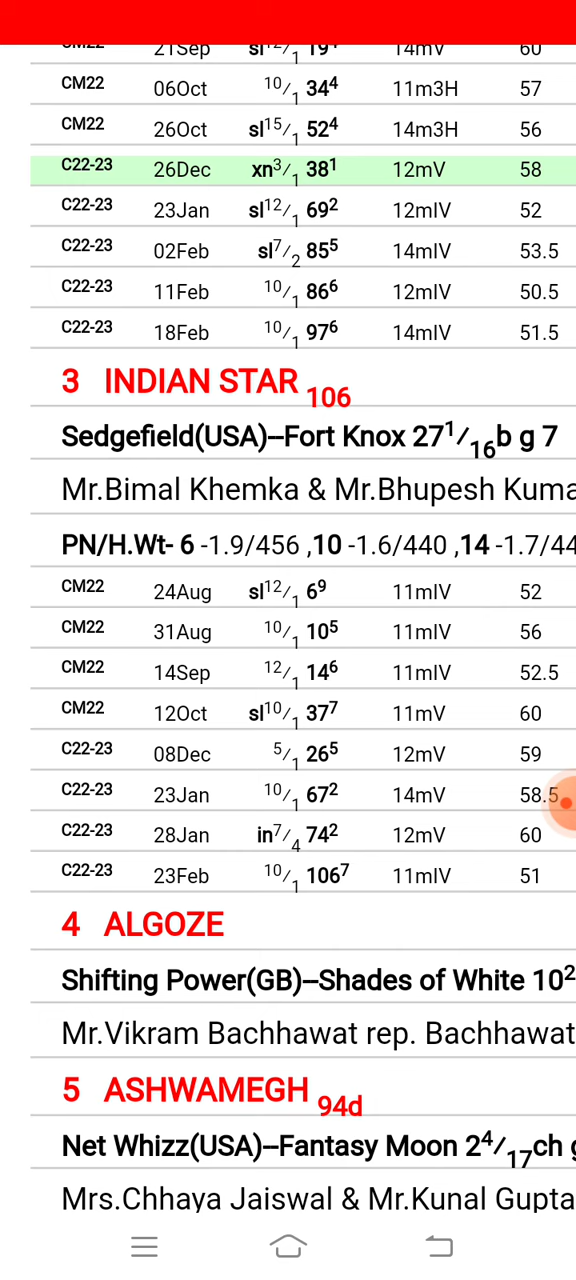 CM22 21Sep sl12/1 19⁴ 14mV 60
CM22 06Oct 10/1 34⁴ 11m3H 57
CM22 26Oct sl15/1 52⁴ 14m3H 56
C22-23 26Dec xn3/1 38¹ 12mV 58
C22-23 23Jan sl12/1 69² 12mIV 52
C22-23 02Feb sl7/2 85⁵ 14mIV 53.5
C22-23 11Feb 10/1 86⁶ 12mIV 50.5
C22-23 18Feb 10/1 97⁶ 14mIV 51.5
3 INDIAN STAR 106
Sedgefield(USA)--Fort Knox 27¹/₁₆b g 7
Mr.Bimal Khemka & Mr.Bhupesh Kuma
PN/H.Wt- 6 -1.9/456 ,10 -1.6/440 ,14 -1.7/44
CM22 24Aug sl12/1 6⁹ 11mIV 52
CM22 31Aug 10/1 10⁵ 11mIV 56
CM22 14Sep 12/1 14⁶ 11mIV 52.5
CM22 12Oct sl10/1 37⁷ 11mV 60
C22-23 08Dec 5/1 26⁵ 12mV 59
C22-23 23Jan 10/1 67² 14mV 58.5
C22-23 28Jan in7/4 74² 12mV 60
C22-23 23Feb 10/1 106⁷ 11mIV 51
4 ALGOZE
Shifting Power(GB)--Shades of White 10²
Mr.Vikram Bachhawat rep. Bachhawat
5 ASHWAMEGH 94d
Net Whizz(USA)--Fantasy Moon 2⁴/₁₇ch g
Mrs.Chhaya Jaiswal & Mr.Kunal Gupta